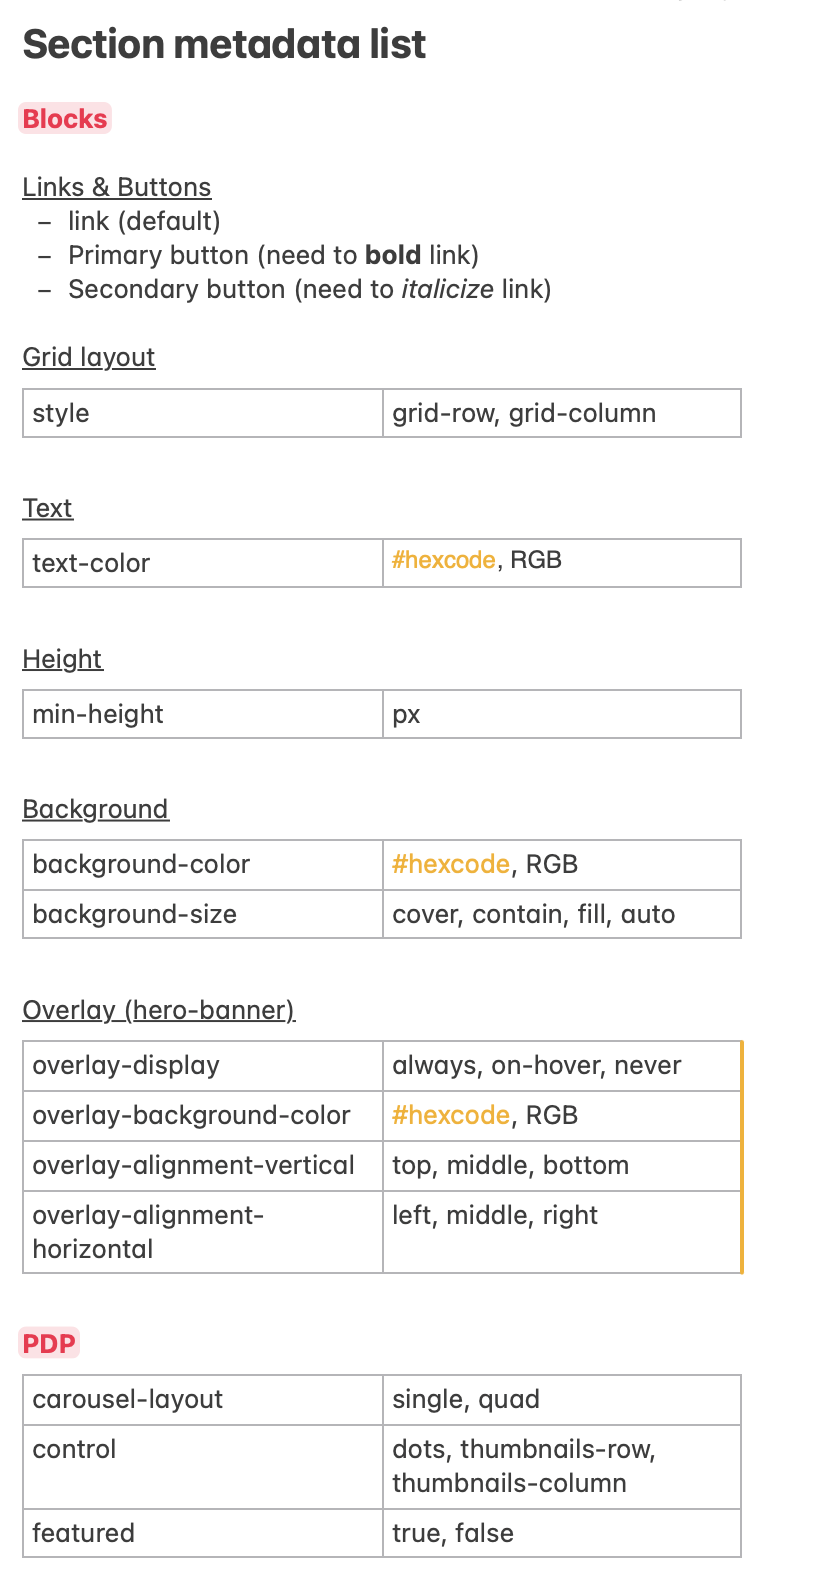 Section metadata list
Blocks
Links & Buttons
– link (default)
– Primary button (need to bold link)
– Secondary button (need to italicize link)
Grid layout
style grid-row, grid-column
Text
text-color #hexcode, RGB
Height
min-height px
Background
background-color #hexcode, RGB
background-size cover, contain, fill, auto
Overlay (hero-banner)
overlay-display always, on-hover, never
overlay-background-color #hexcode, RGB
overlay-alignment-vertical top, middle, bottom
overlay-alignment- left, middle, right
horizontal
PDP
carousel-layout single, quad
control dots, thumbnails-row,
thumbnails-column
featured true, false